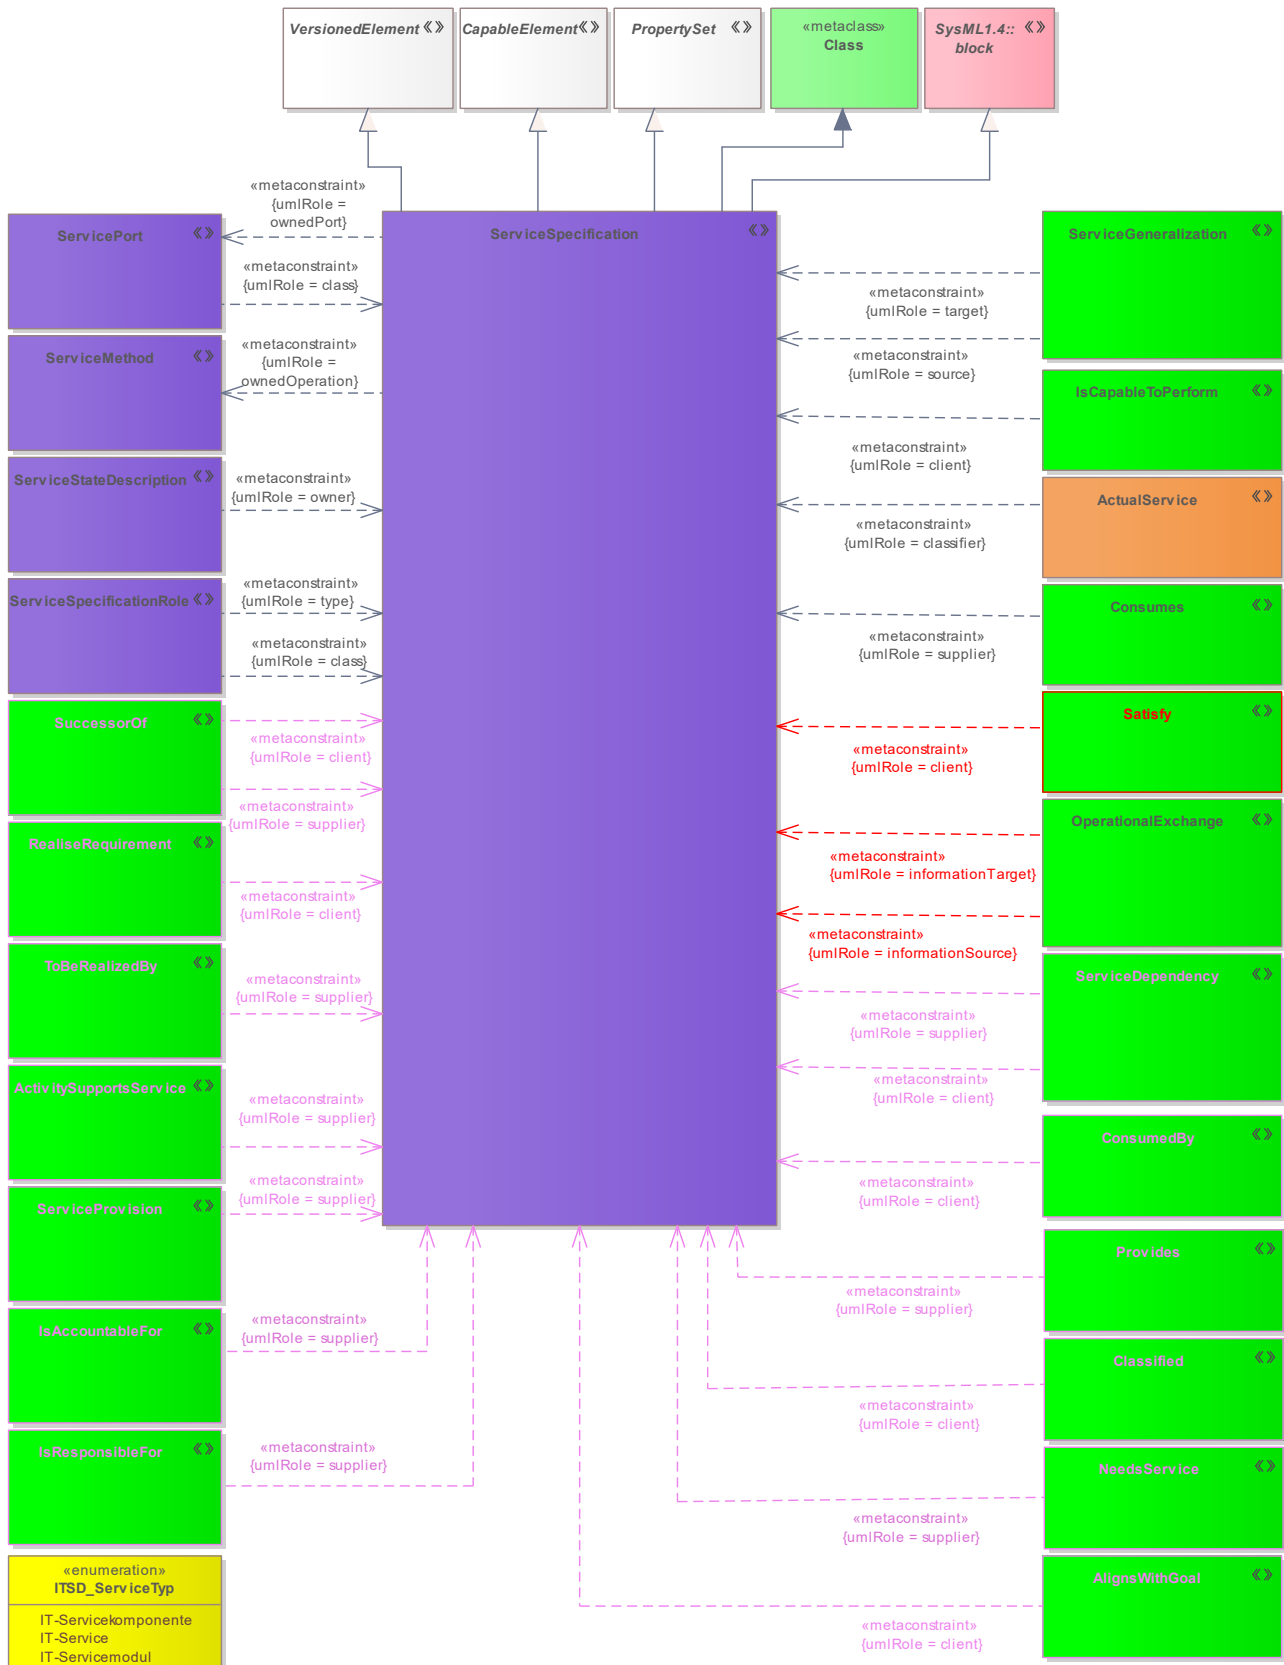 VersionedElement «»
CapableElement «»
PropertySet «»
«metaclass»
Class
SysML1.4:: «»
block
«metaconstraint»
{umlRole =
ownedPort}
ServicePort «»
«metaconstraint»
{umlRole = class}
ServiceMethod «»
«metaconstraint»
{umlRole =
ownedOperation}
ServiceStateDescription «»
«metaconstraint»
{umlRole = owner}
ServiceSpecificationRole «»
«metaconstraint»
{umlRole = type}
«metaconstraint»
{umlRole = class}
SuccessorOf «»
«metaconstraint»
{umlRole = client}
«metaconstraint»
{umlRole = supplier}
RealiseRequirement «»
«metaconstraint»
{umlRole = client}
ToBeRealizedBy «»
«metaconstraint»
{umlRole = supplier}
ActivitySupportsService «»
«metaconstraint»
{umlRole = supplier}
ServiceProvision «»
«metaconstraint»
{umlRole = supplier}
IsAccountableFor «»
«metaconstraint»
{umlRole = supplier}
IsResponsibleFor «»
«metaconstraint»
{umlRole = supplier}
«enumeration»
ITSD_ServiceTyp
IT-Servicekomponente
IT-Service
IT-Servicemodul
ServiceSpecification «»
ServiceGeneralization «»
«metaconstraint»
{umlRole = target}
«metaconstraint»
{umlRole = source}
IsCapableToPerform «»
«metaconstraint»
{umlRole = client}
ActualService «»
«metaconstraint»
{umlRole = classifier}
Consumes «»
«metaconstraint»
{umlRole = supplier}
Satisfy «»
«metaconstraint»
{umlRole = client}
OperationalExchange «»
«metaconstraint»
{umlRole = informationTarget}
«metaconstraint»
{umlRole = informationSource}
ServiceDependency «»
«metaconstraint»
{umlRole = supplier}
«metaconstraint»
{umlRole = client}
ConsumedBy «»
«metaconstraint»
{umlRole = client}
Provides «»
«metaconstraint»
{umlRole = supplier}
Classified «»
«metaconstraint»
{umlRole = client}
NeedsService «»
«metaconstraint»
{umlRole = supplier}
AlignsWithGoal «»
«metaconstraint»
{umlRole = client}